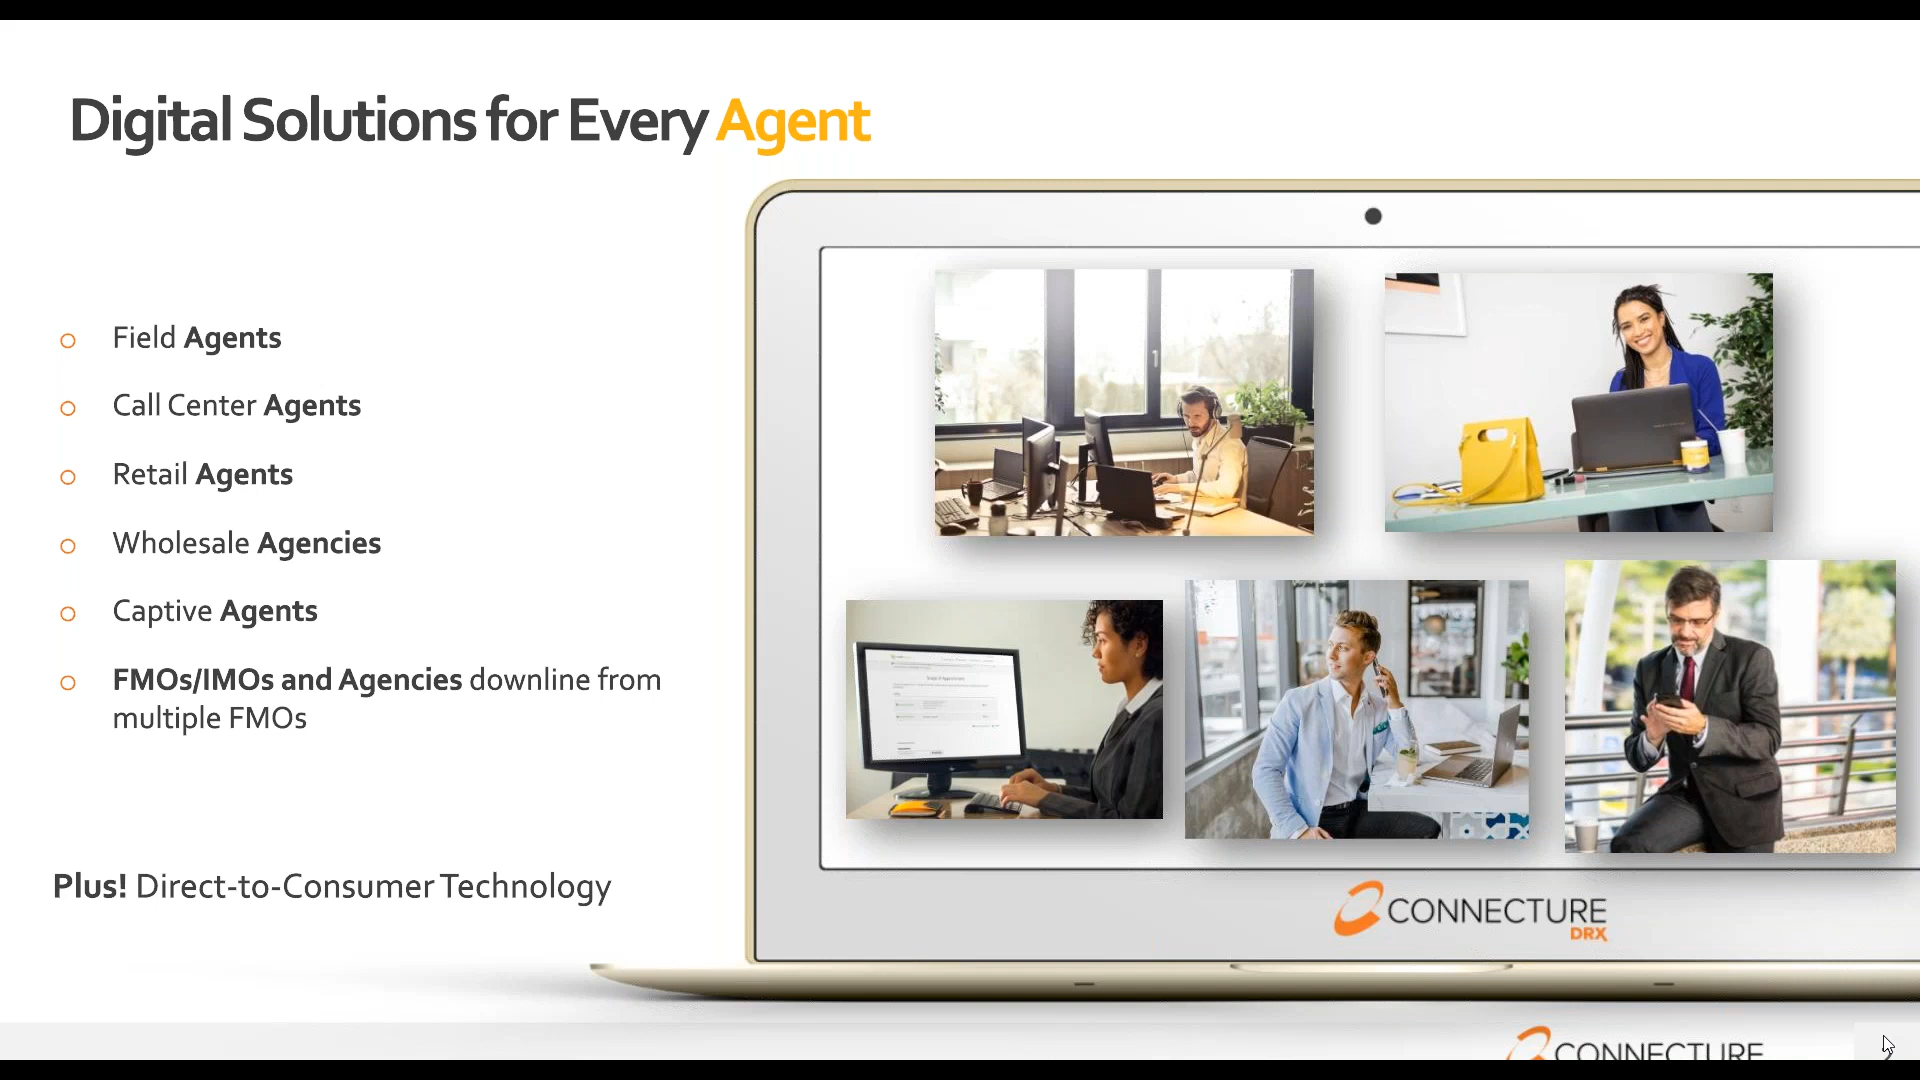 Digital Solutions for Every Agent
Field Agents
Call Center Agents
Retail Agents
Wholesale Agencies
Captive Agents
FMOs/IMOs and Agencies downline from
multiple FMOs
Plus! Direct-to-Consumer Technology
CONNECTURE
DRX
CONNECTURE